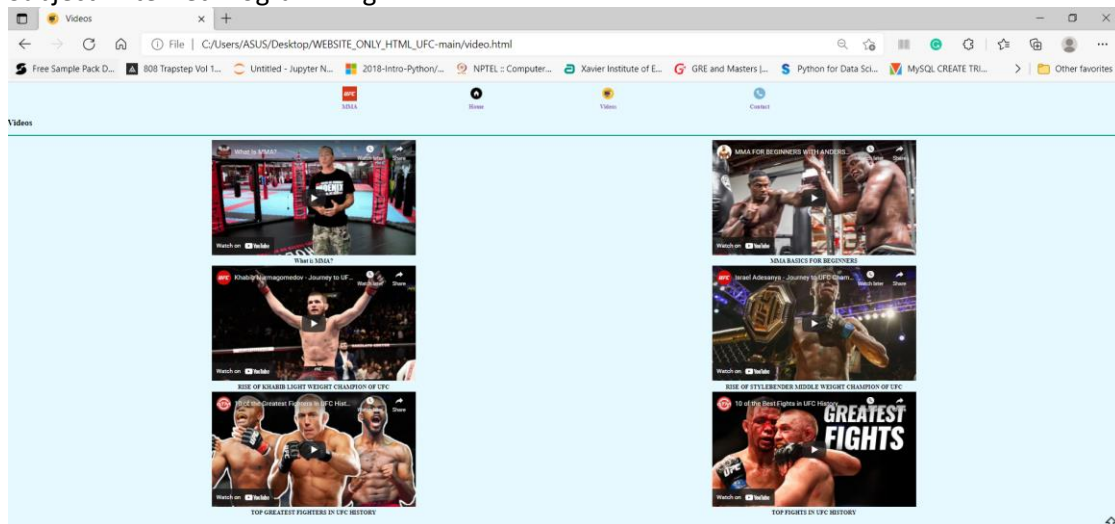 Videos
File | C:/Users/ASUS/Desktop/WEBSITE_ONLY_HTML_UFC-main/video.html
Free Sample Pack D... 808 Trapstep Vol 1... Untitled - Jupyter N... 2018-Intro-Python/... NPTEL :: Computer... Xavier Institute of E... GRE and Masters |... Python for Data Sci... MySQL CREATE TRI... Other favorites
UFC
MMA Home Videos Contact
Videos
What Is MMA? Watch later Share
Watch on YouTube
What is MMA?
MMA FOR BEGINNERS WITH ANDERS... Watch later Share
Watch on YouTube
MMA BASICS FOR BEGINNERS
UFC Khabib Nurmagomedov - Journey to UF... Watch later Share
Watch on YouTube
RISE OF KHABIB LIGHT WEIGHT CHAMPION OF UFC
UFC Israel Adesanya - Journey to UFC Cham... Watch later Share
Watch on YouTube
RISE OF STYLEBENDER MIDDLE WEIGHT CHAMPION OF UFC
10 of the Greatest Fighters in UFC Hist... Watch later Share
Watch on YouTube
TOP GREATEST FIGHTERS IN UFC HISTORY
10 of the Best Fights in UFC History Watch later Share
GREATEST
FIGHTS
Watch on YouTube
TOP FIGHTS IN UFC HISTORY